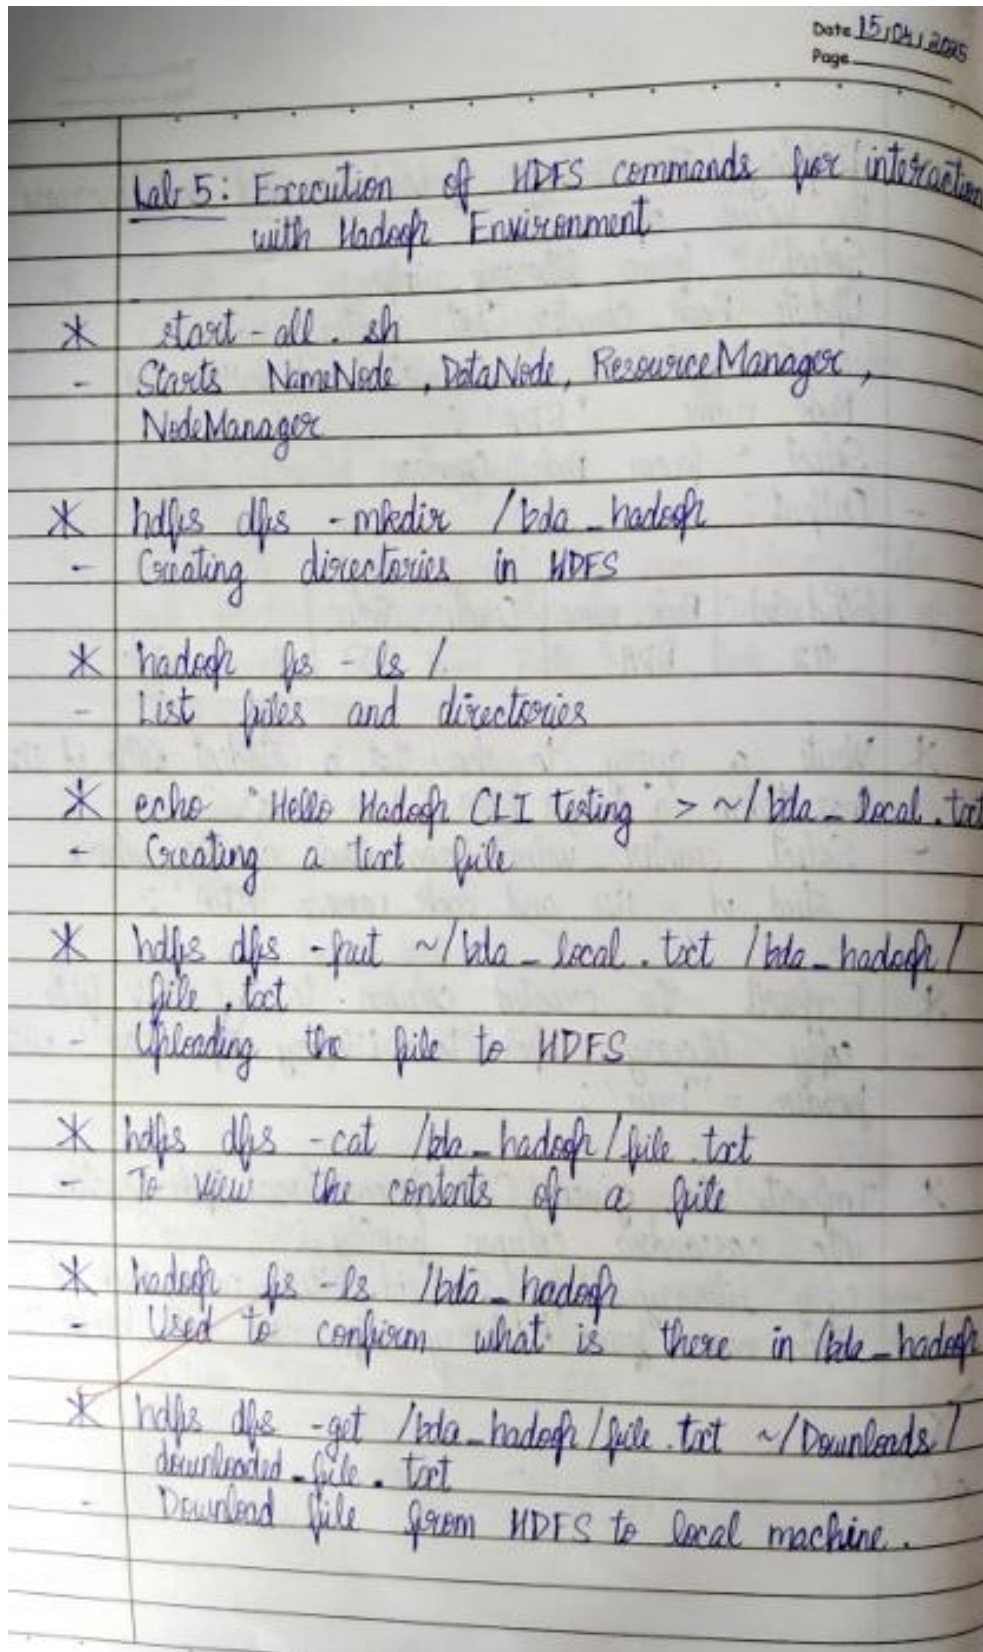 Date 15/04/2025
Page
Lab 5: Execution of HDFS commands for interaction
with Hadoop Environment
* start-all.sh
- Starts NameNode, DataNode, ResourceManager,
NodeManager
* hdfs dfs -mkdir /bda_hadoop
- Creating directories in HDFS
* hadoop fs -ls /
- List files and directories
* echo "Hello Hadoop CLI testing" > ~/bda_local.txt
- Creating a text file
* hdfs dfs -put ~/bda_local.txt /bda_hadoop/
file.txt
- Uploading the file to HDFS
* hdfs dfs -cat /bda_hadoop/file.txt
- To view the contents of a file
* hadoop fs -ls /bda_hadoop
- Used to confirm what is there in /bda_hadoop
* hdfs dfs -get /bda_hadoop/file.txt ~/Downloads/
downloaded_file.txt
- Download file from HDFS to local machine.